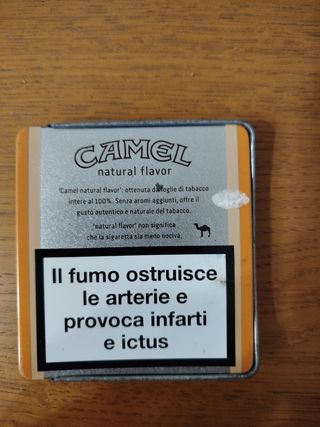 CAMEL
natural flavor
'Camel natural flavor': ottenuta da foglie di tabacco
intere al 100%. Senza aromi aggiunti, offre il
gusto autentico e naturale del tabacco.
'natural flavor' non significa
che la sigaretta sia meno nociva.
Il fumo ostruisce
le arterie e
provoca infarti
e ictus